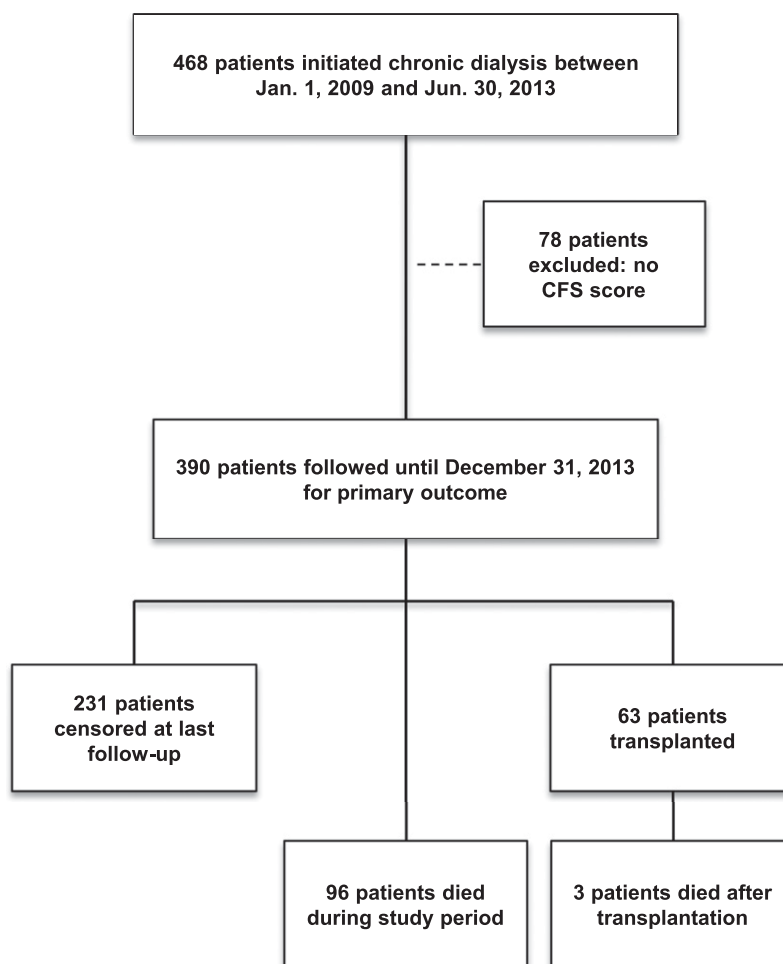 468 patients initiated chronic dialysis between
Jan. 1, 2009 and Jun. 30, 2013
78 patients
excluded: no
CFS score
390 patients followed until December 31, 2013
for primary outcome
231 patients
censored at last
follow-up
63 patients
transplanted
96 patients died
during study period
3 patients died after
transplantation